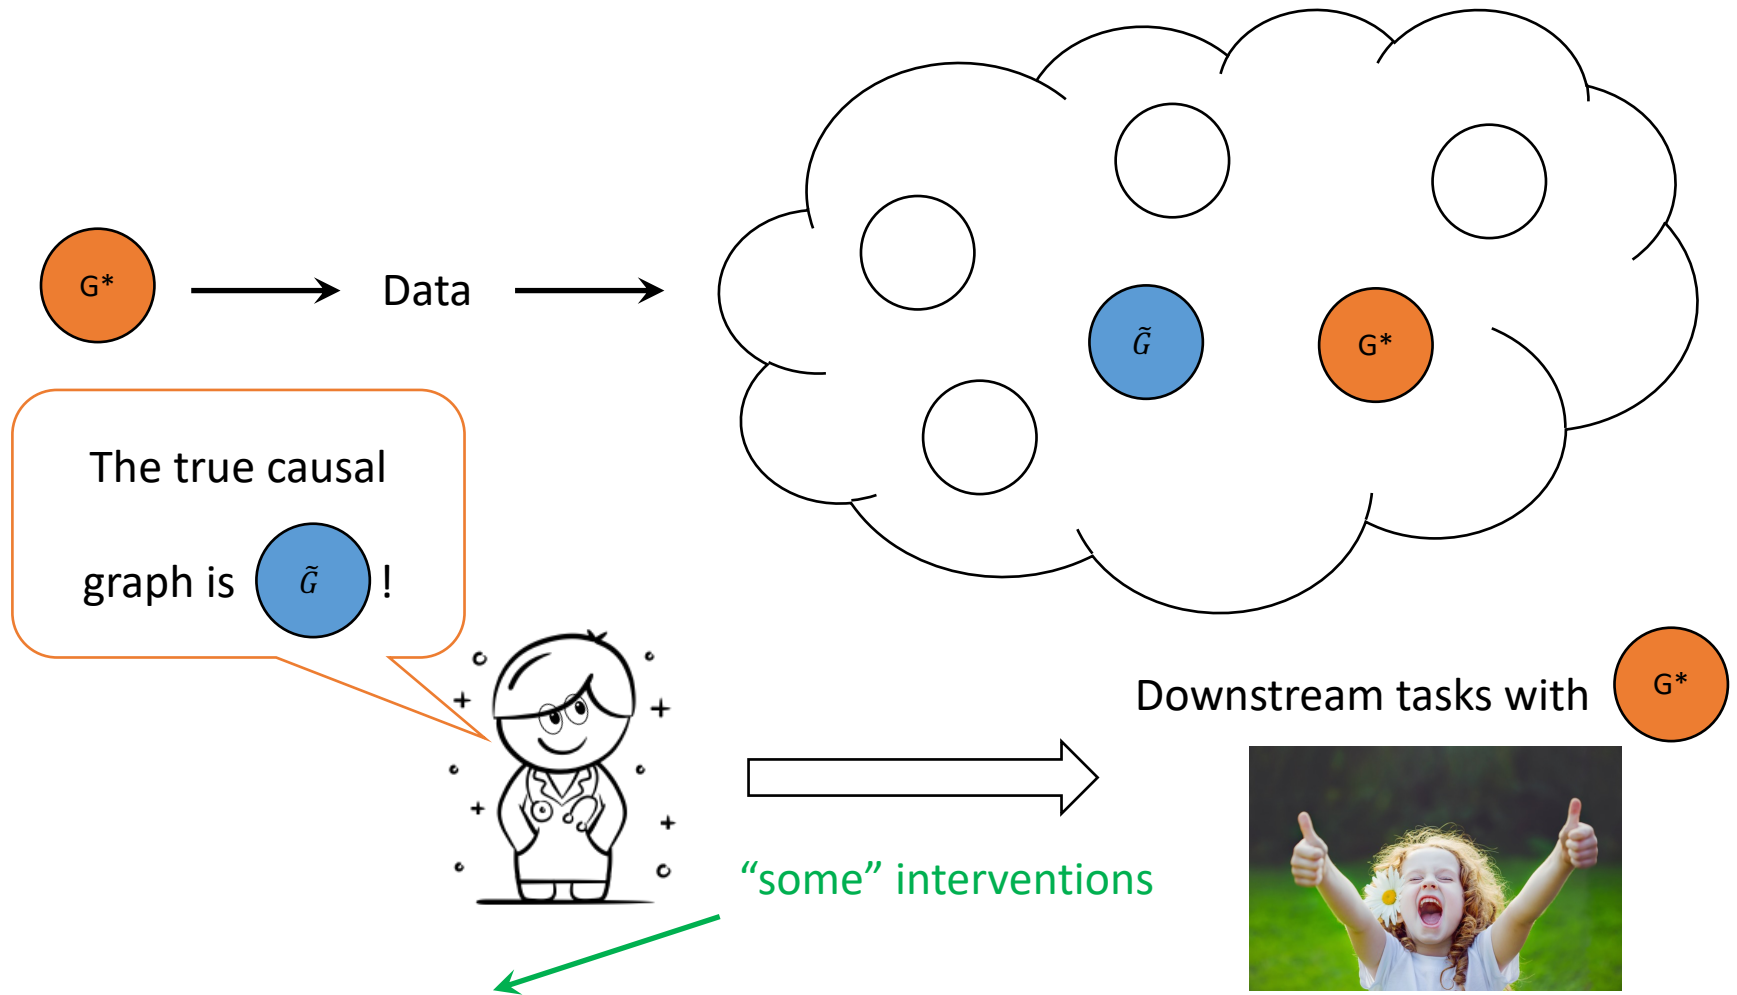 G*
Data
G̃
G*
The true causal
graph is G̃ !
Downstream tasks with G*
“some” interventions